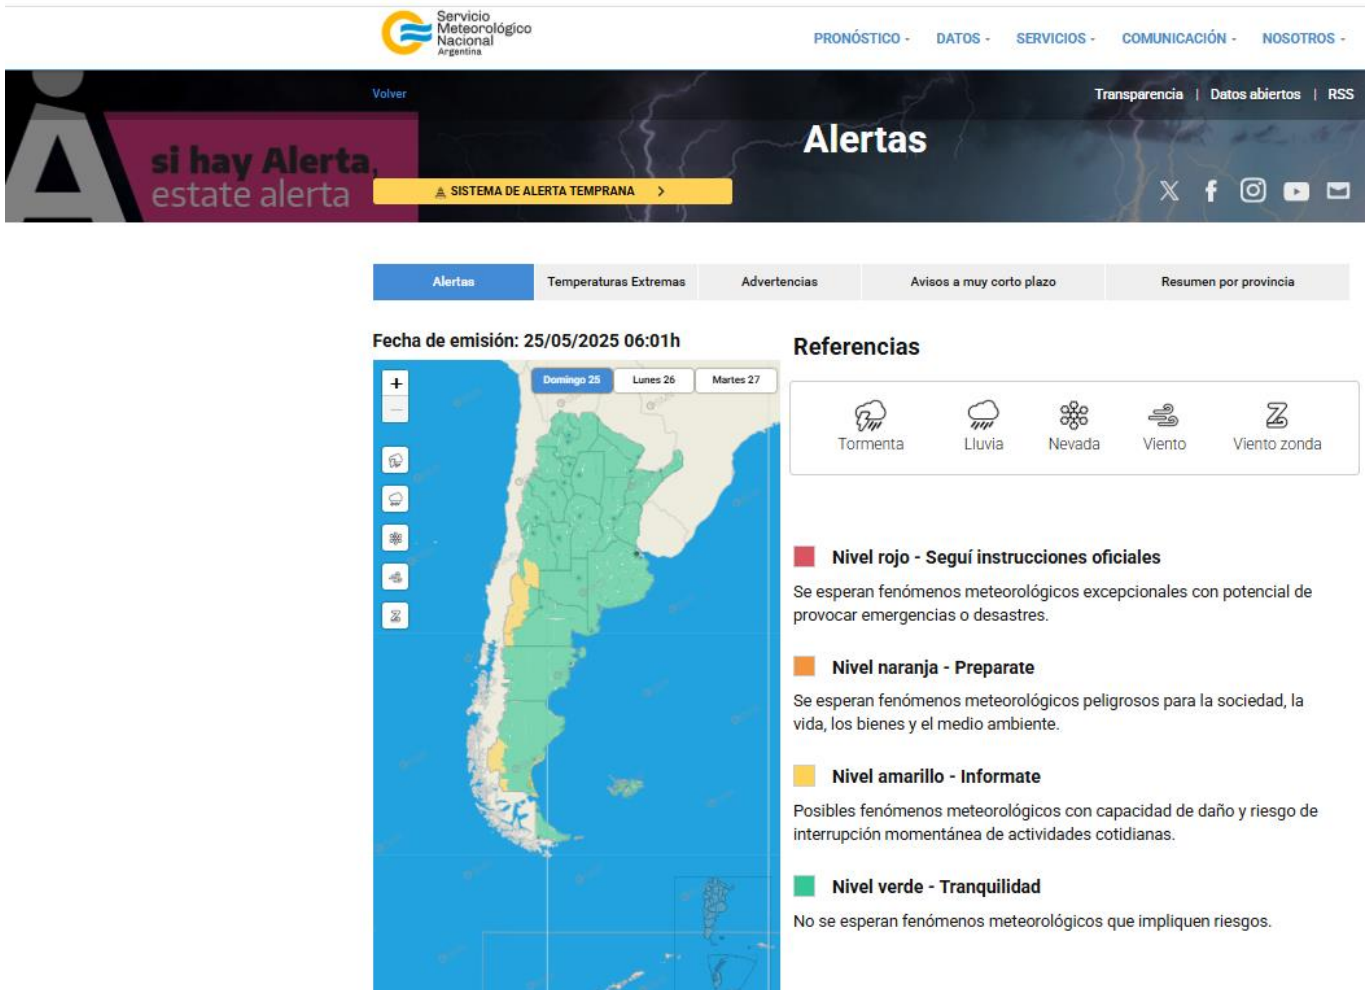 Servicio
Meteorológico
Nacional
Argentina
PRONÓSTICO -
DATOS -
SERVICIOS -
COMUNICACIÓN -
NOSOTROS -
Volver
Transparencia | Datos abiertos | RSS
si hay Alerta,
estate alerta
Alertas
SISTEMA DE ALERTA TEMPRANA >
Alertas
Temperaturas Extremas
Advertencias
Avisos a muy corto plazo
Resumen por provincia
Fecha de emisión: 25/05/2025 06:01h
+
−
Domingo 25
Lunes 26
Martes 27
Referencias
Tormenta
Lluvia
Nevada
Viento
Viento zonda
Nivel rojo - Seguí instrucciones oficiales
Se esperan fenómenos meteorológicos excepcionales con potencial de
provocar emergencias o desastres.
Nivel naranja - Preparate
Se esperan fenómenos meteorológicos peligrosos para la sociedad, la
vida, los bienes y el medio ambiente.
Nivel amarillo - Informate
Posibles fenómenos meteorológicos con capacidad de daño y riesgo de
interrupción momentánea de actividades cotidianas.
Nivel verde - Tranquilidad
No se esperan fenómenos meteorológicos que impliquen riesgos.